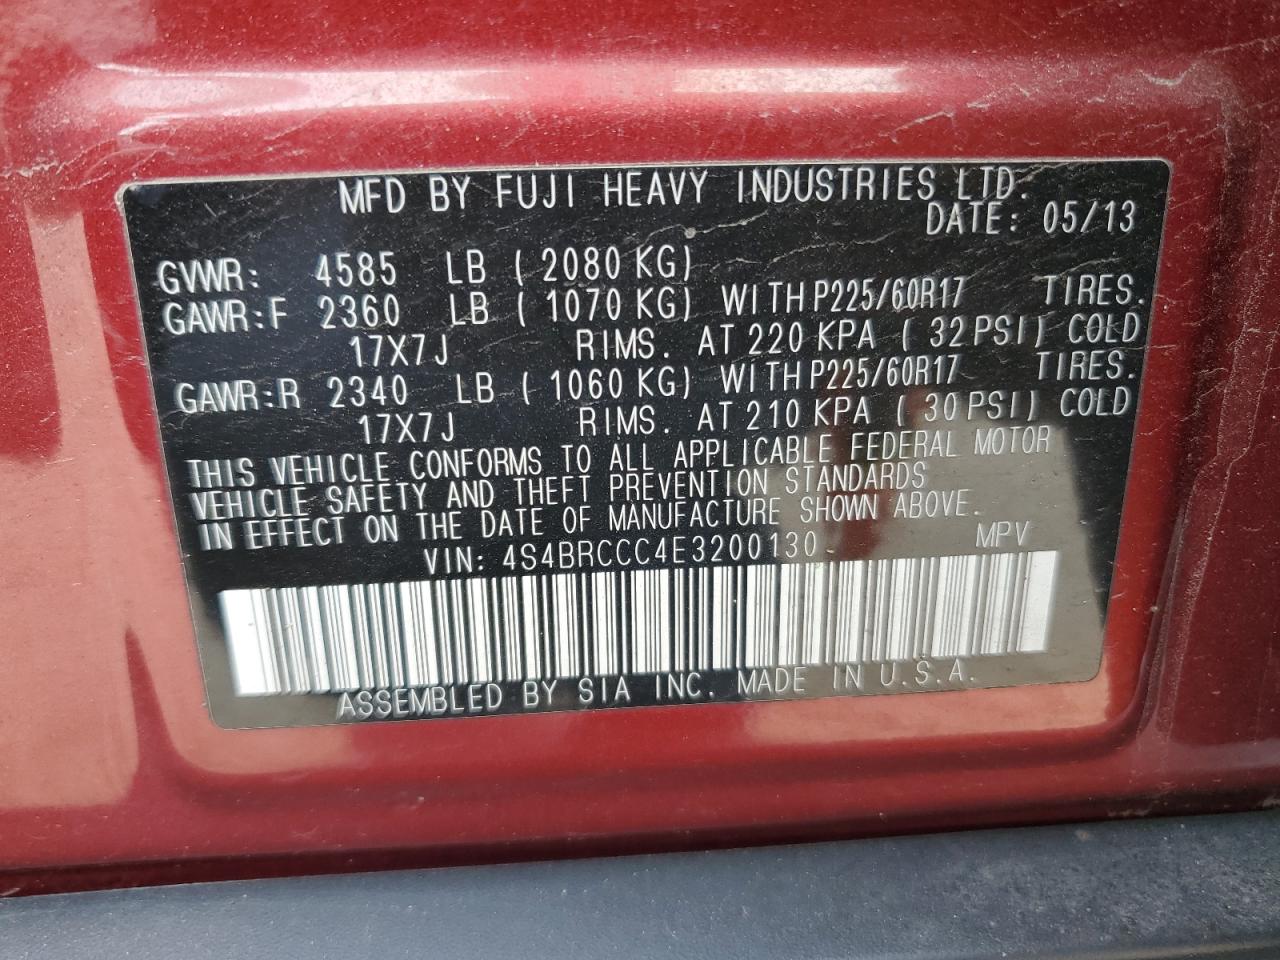 MFD BY FUJI HEAVY INDUSTRIES LTD.
DATE: 05/13
GVWR: 4585 LB ( 2080 KG)
GAWR:F 2360 LB ( 1070 KG) WITH P225/60R17 TIRES.
17X7J RIMS. AT 220 KPA ( 32 PSI) COLD
GAWR:R 2340 LB ( 1060 KG) WITH P225/60R17 TIRES.
17X7J RIMS. AT 210 KPA ( 30 PSI) COLD
THIS VEHICLE CONFORMS TO ALL APPLICABLE FEDERAL MOTOR
VEHICLE SAFETY AND THEFT PREVENTION STANDARDS
IN EFFECT ON THE DATE OF MANUFACTURE SHOWN ABOVE.
VIN: 4S4BRCCC4E3200130 MPV
ASSEMBLED BY SIA INC. MADE IN U.S.A.